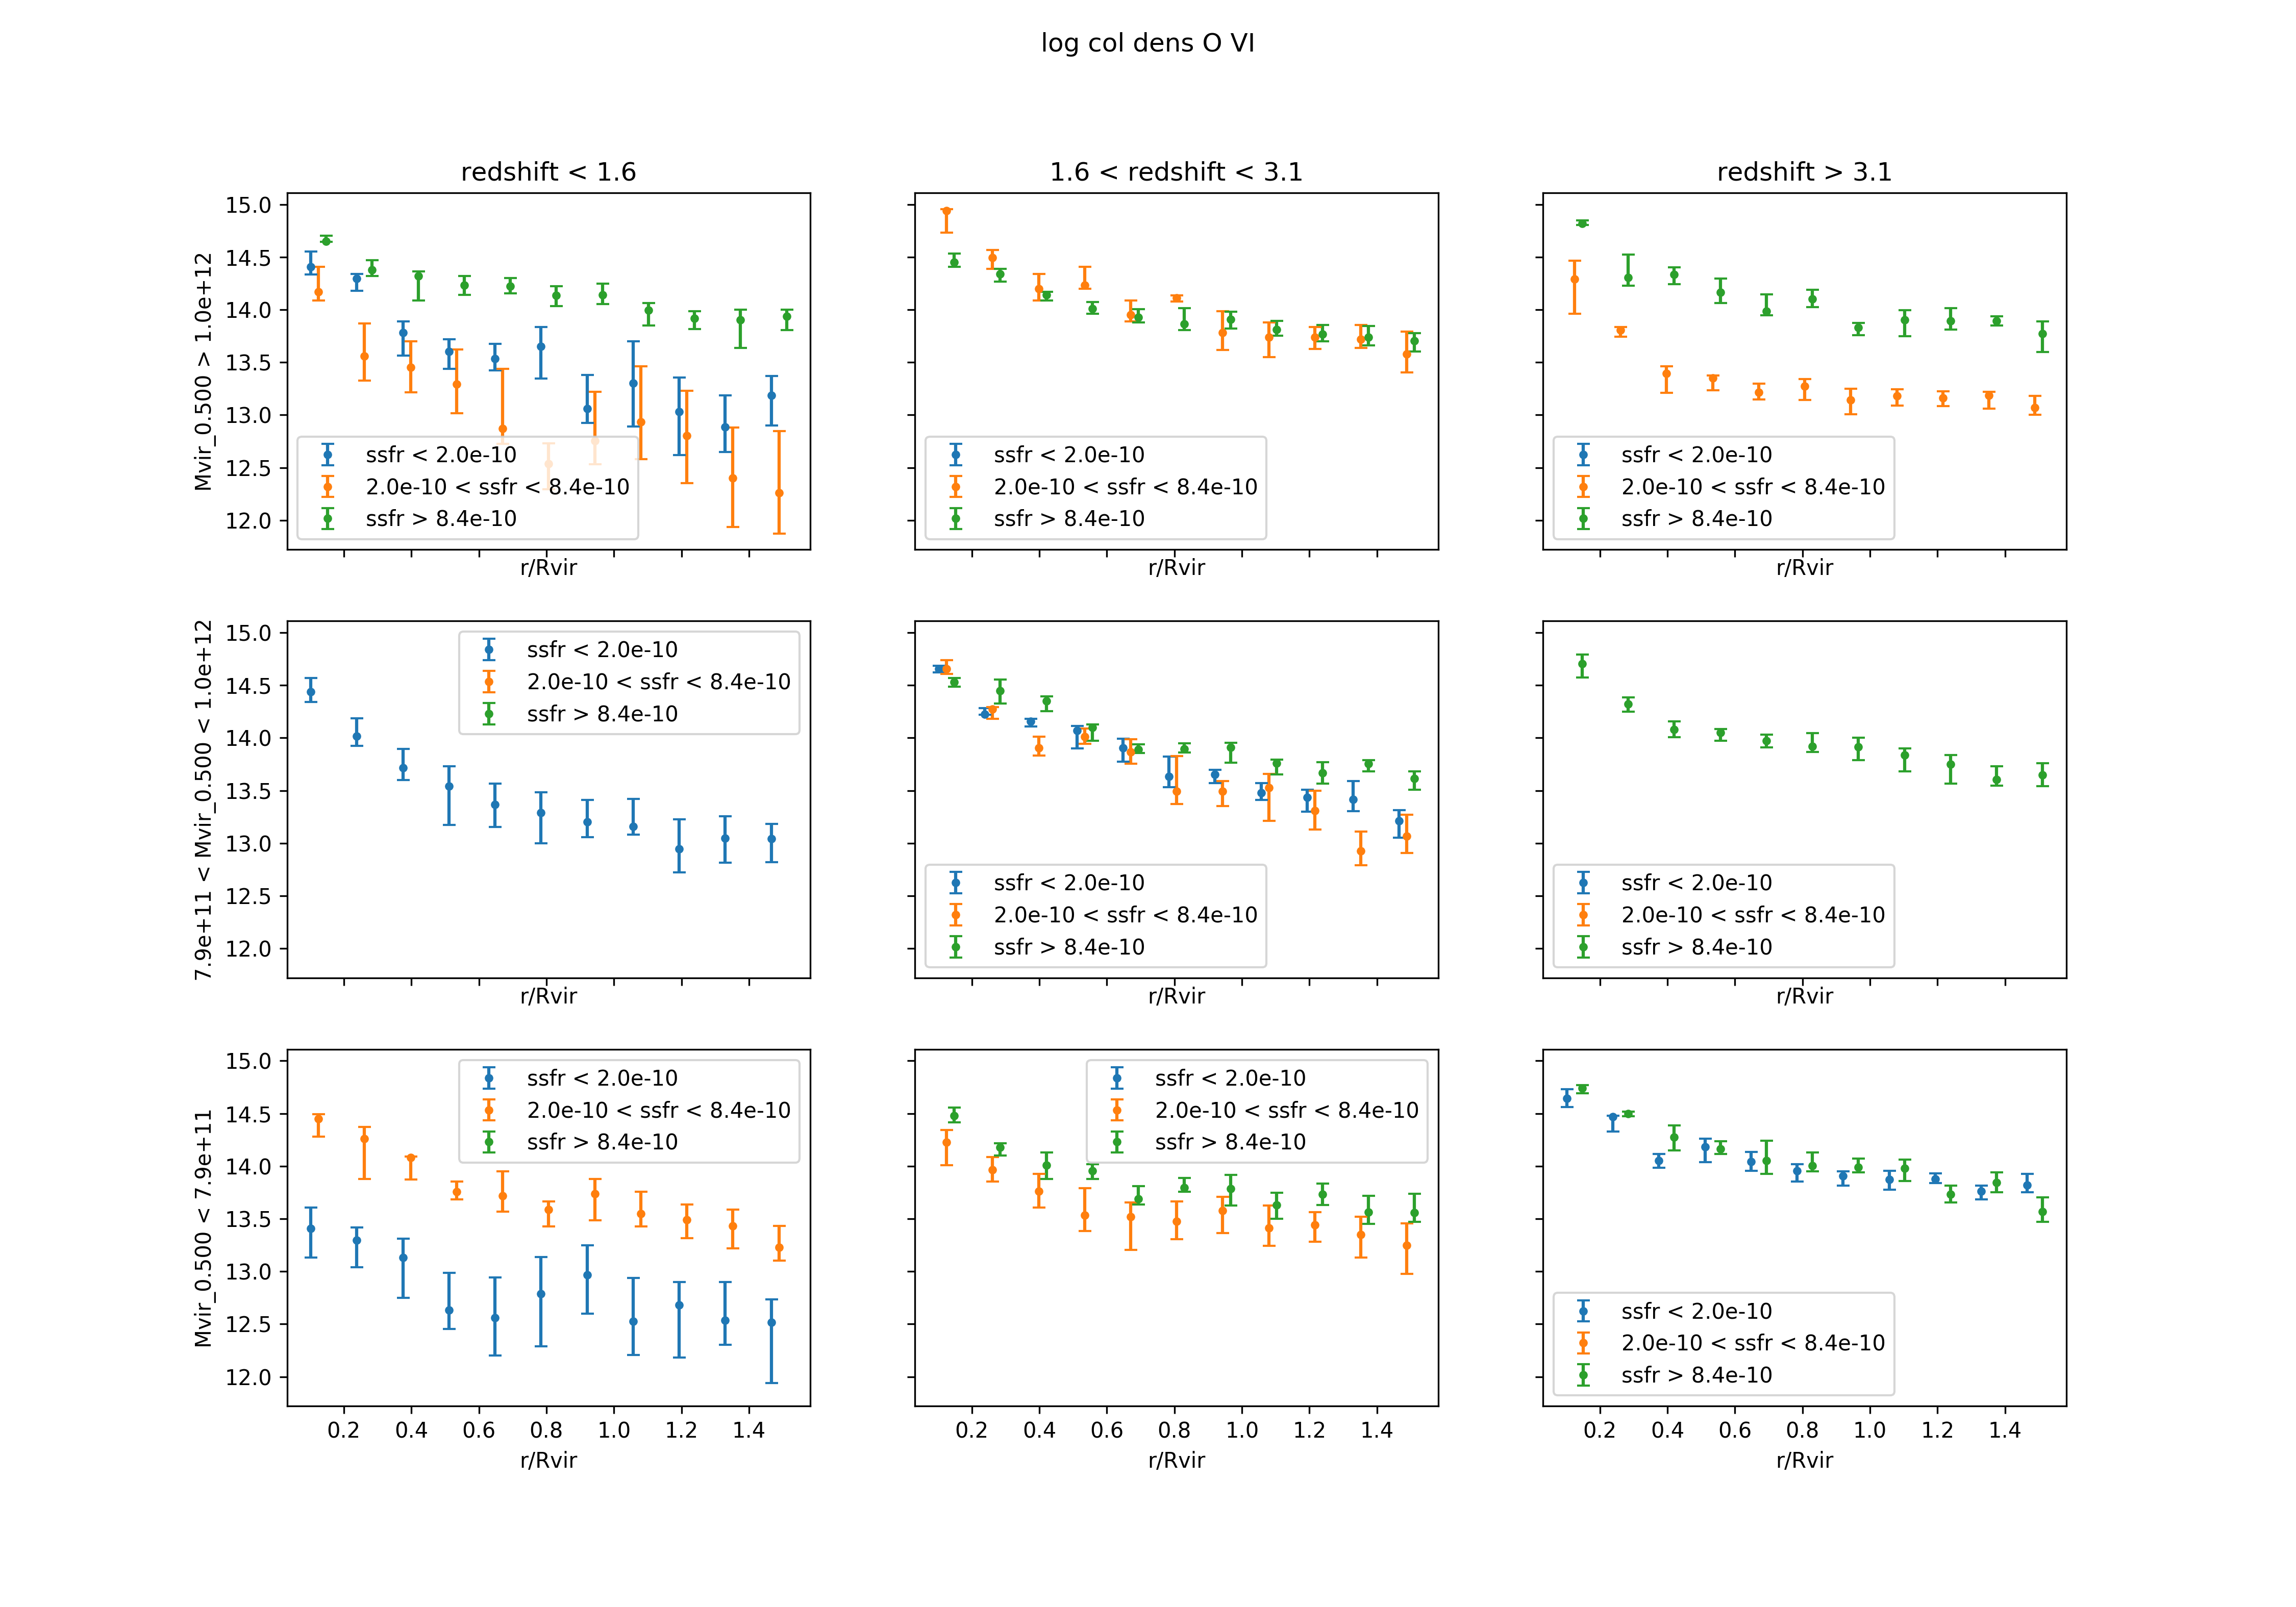 log col dens O VI
redshift < 1.6
1.6 < redshift < 3.1
redshift > 3.1
Mvir_0.500 > 1.0e+12
15.0
14.5
14.0
13.5
13.0
12.5
12.0
ssfr < 2.0e-10
2.0e-10 < ssfr < 8.4e-10
ssfr > 8.4e-10
r/Rvir
ssfr < 2.0e-10
2.0e-10 < ssfr < 8.4e-10
ssfr > 8.4e-10
r/Rvir
ssfr < 2.0e-10
2.0e-10 < ssfr < 8.4e-10
ssfr > 8.4e-10
r/Rvir
7.9e+11 < Mvir_0.500 < 1.0e+12
15.0
14.5
14.0
13.5
13.0
12.5
12.0
ssfr < 2.0e-10
2.0e-10 < ssfr < 8.4e-10
ssfr > 8.4e-10
r/Rvir
ssfr < 2.0e-10
2.0e-10 < ssfr < 8.4e-10
ssfr > 8.4e-10
r/Rvir
ssfr < 2.0e-10
2.0e-10 < ssfr < 8.4e-10
ssfr > 8.4e-10
r/Rvir
Mvir_0.500 < 7.9e+11
15.0
14.5
14.0
13.5
13.0
12.5
12.0
ssfr < 2.0e-10
2.0e-10 < ssfr < 8.4e-10
ssfr > 8.4e-10
0.2 0.4 0.6 0.8 1.0 1.2 1.4
r/Rvir
ssfr < 2.0e-10
2.0e-10 < ssfr < 8.4e-10
ssfr > 8.4e-10
0.2 0.4 0.6 0.8 1.0 1.2 1.4
r/Rvir
ssfr < 2.0e-10
2.0e-10 < ssfr < 8.4e-10
ssfr > 8.4e-10
0.2 0.4 0.6 0.8 1.0 1.2 1.4
r/Rvir